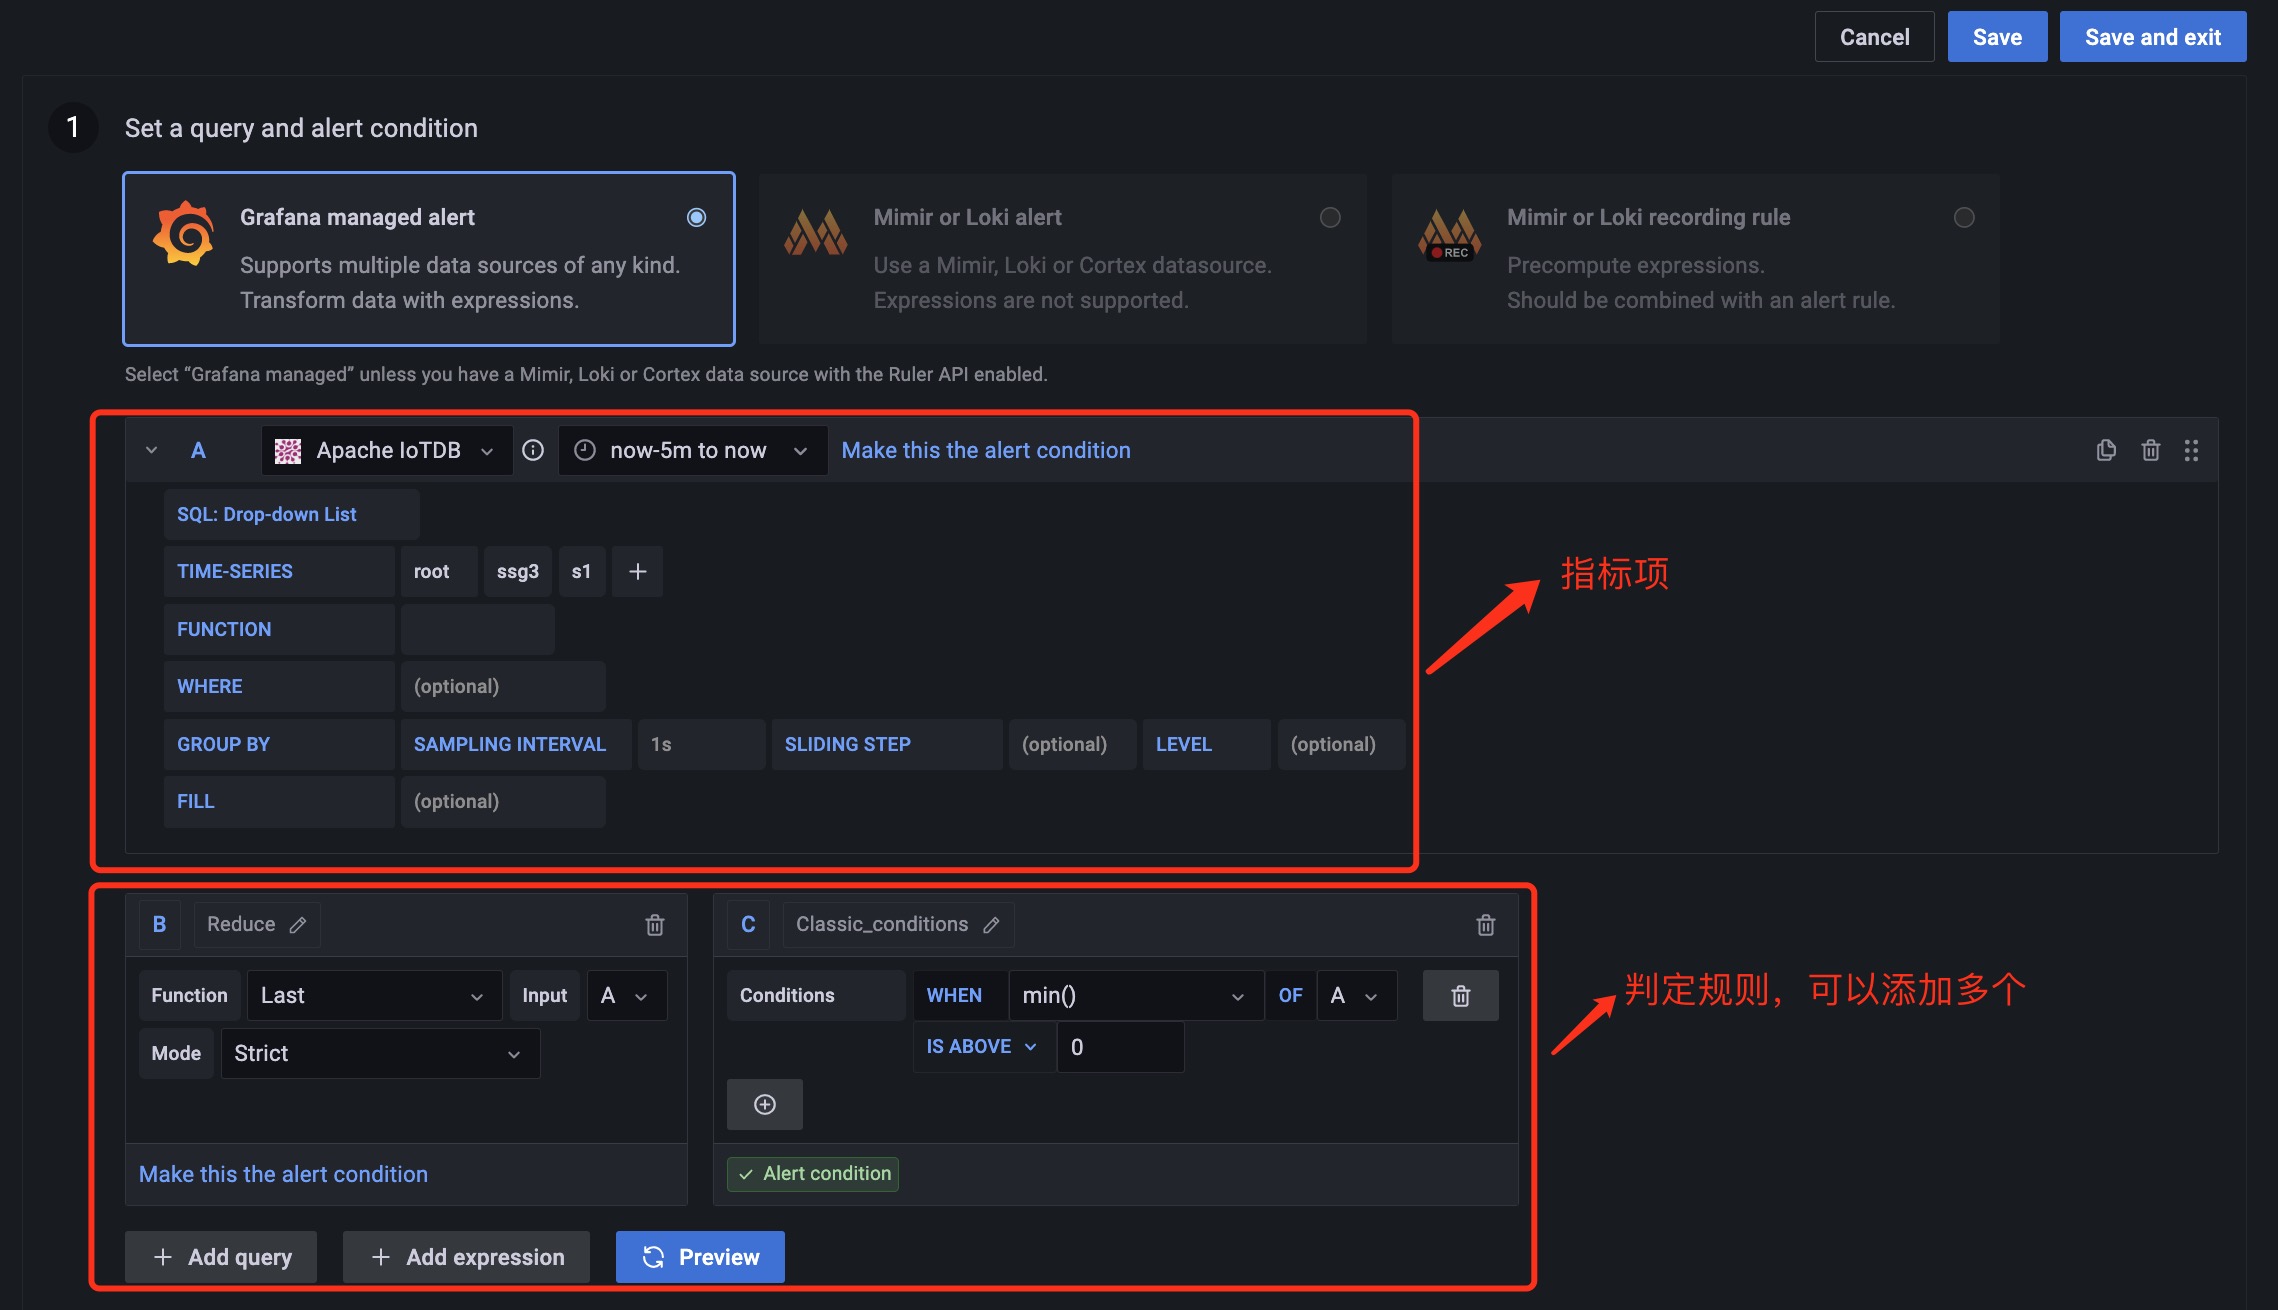 Cancel Save Save and exit
1 Set a query and alert condition
Grafana managed alert
Supports multiple data sources of any kind.
Transform data with expressions.
Mimir or Loki alert
Use a Mimir, Loki or Cortex datasource.
Expressions are not supported.
REC
Mimir or Loki recording rule
Precompute expressions.
Should be combined with an alert rule.
Select “Grafana managed” unless you have a Mimir, Loki or Cortex data source with the Ruler API enabled.
A Apache IoTDB now-5m to now Make this the alert condition
SQL: Drop-down List
TIME-SERIES root ssg3 s1 +
FUNCTION
WHERE (optional)
GROUP BY SAMPLING INTERVAL 1s SLIDING STEP (optional) LEVEL (optional)
FILL (optional)
指标项
B Reduce
Function Last Input A
Mode Strict
Make this the alert condition
C Classic_conditions
Conditions WHEN min() OF A
IS ABOVE 0
Alert condition
判定规则，可以添加多个
+ Add query + Add expression Preview